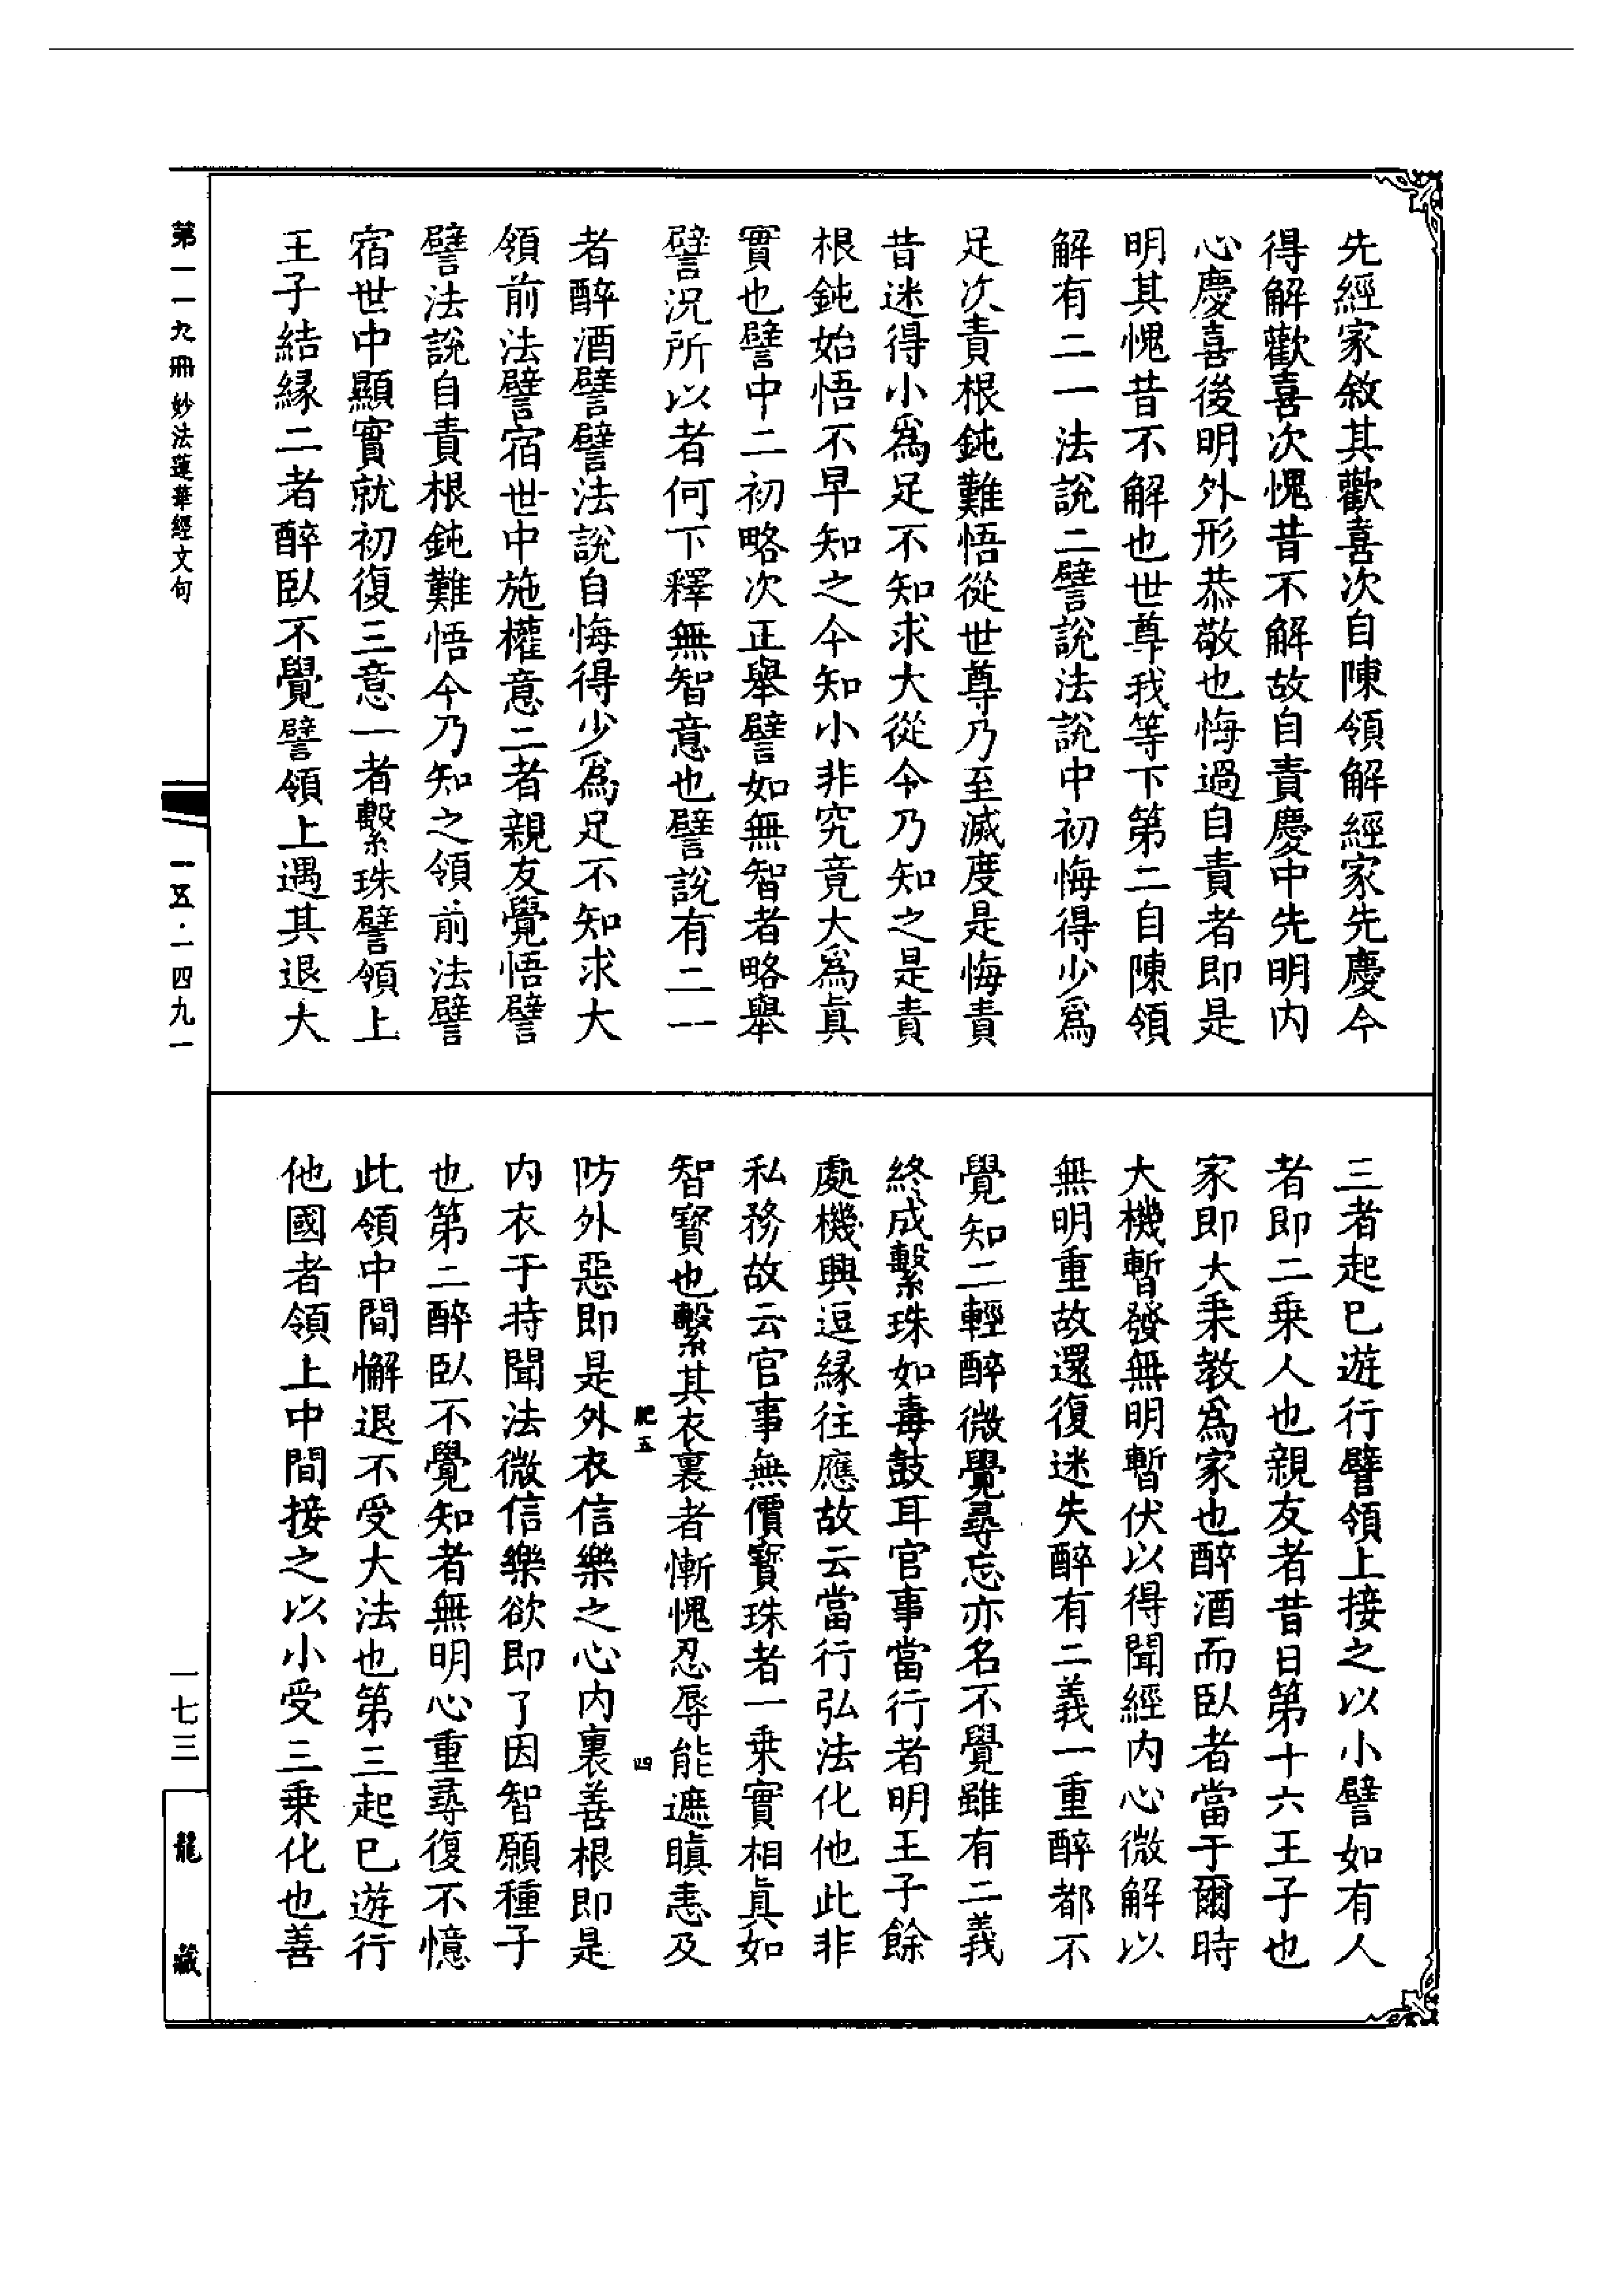 先經家敘其歡喜次自陳領解經家先慶今
得解歡喜次愧昔不解故自責慶中先明内
心慶喜後明外形恭敬也悔過自責者即是
明其愧昔不解也世尊我等下第二自陳領
解有二一法說二譬說法說中初悔得少爲
足次責根鈍難悟從世尊乃至滅度是悔責
昔迷得小爲足不知求大從今乃知之是責
根鈍始悟不早知之今知小非究竟大爲真
實也譬中二初略次正舉譬如無智者略舉
譬況所以者何下釋無智意也譬說有二一
者醉酒譬譬法說自悔得少爲足不知求大
領前法譬宿世中施權意二者親友覺悟譬
譬法說自責根鈍難悟今乃知之領前法譬
宿世中顯實就初復三意一者繫珠譬領上
王子結緣二者醉臥不覺譬領上遇其退大
三者起已遊行譬領上接之以小譬如有人
者即二乗人也親友者昔日第十六王子也
家即大乗教爲家也醉酒而臥者當于爾時
大機暫發無明暫伏以得聞經内心微解以
無明重故還復迷失醉有二義一重醉都不
覺知二輕醉微覺尋忘亦名不覺雖有二義
終成繫珠如毒鼓耳官事當行者明王子餘
處機興逗緣往應故云當行弘法化他此非
私務故云官事無價寶珠者一乗實相真如
智寳也繫其衣裏者慚愧忍辱能遮瞋恚及
防外惡即是外衣信樂之心内裏善根即是
内衣于時聞法微信樂欲即了因智願種子
也第二醉臥不覺知者無明心重尋復不憶
此領中間懈退不受大法也第三起已遊行
他國者領上中間接之以小受三乗化也善
肥五
四
第一一九冊 妙法蓮華經文句
一五·一四九一
一七三
龍藏